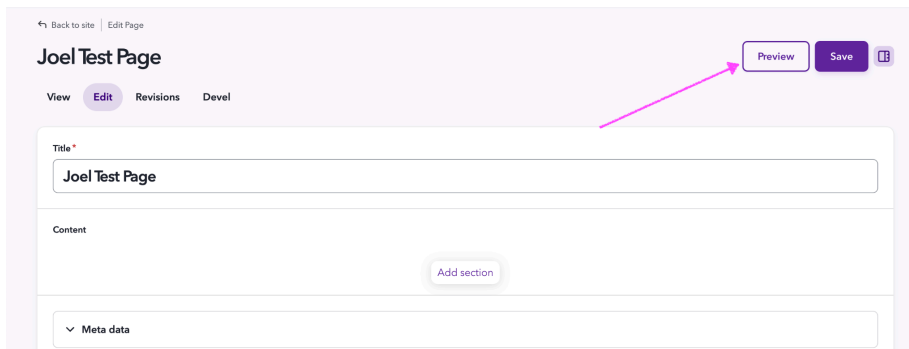 Back to site Edit Page
Joel Test Page
Preview Save
View Edit Revisions Devel
Title*
Joel Test Page
Content
Add section
Meta data